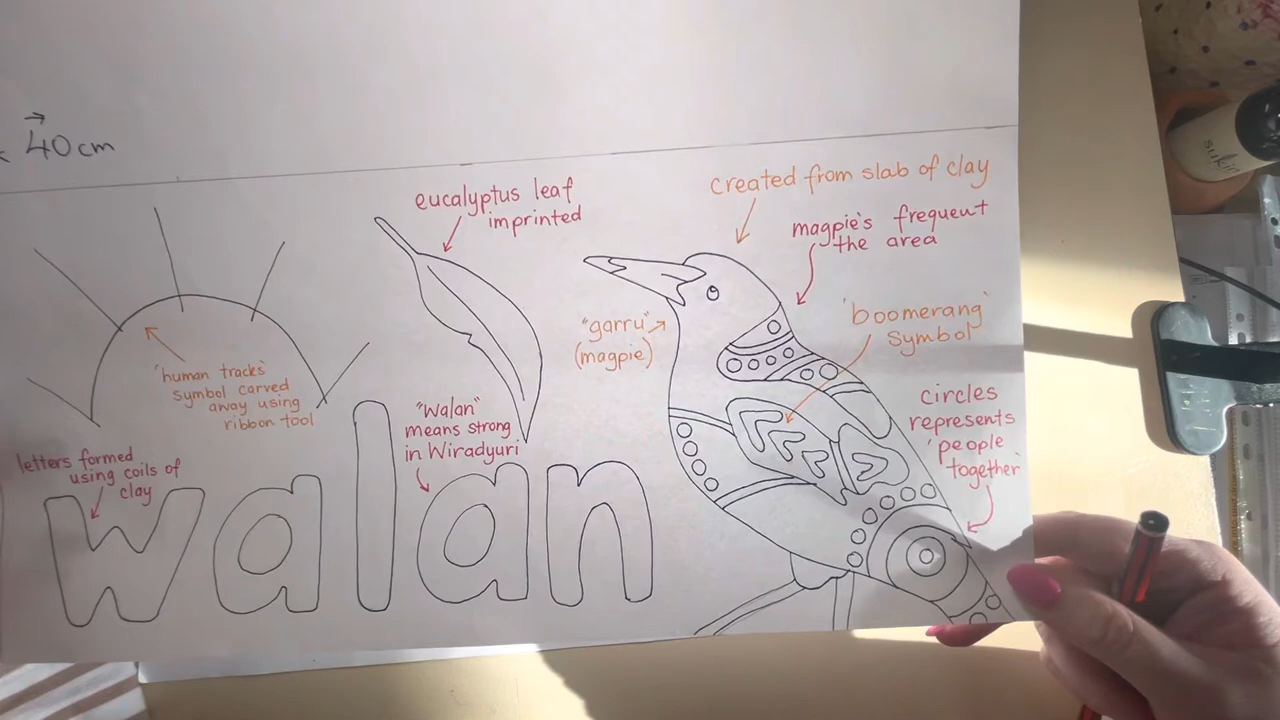 40cm
eucalyptus leaf
imprinted
created from slab of clay
magpie's frequent
the area
"garru"
(magpie)
'boomerang'
symbol
'human tracks'
symbol carved
away using
ribbon tool
"walan"
means strong
in Wiradyuri
circles
represents
'people
together'
letters formed
using coils of
clay
walan
sukin